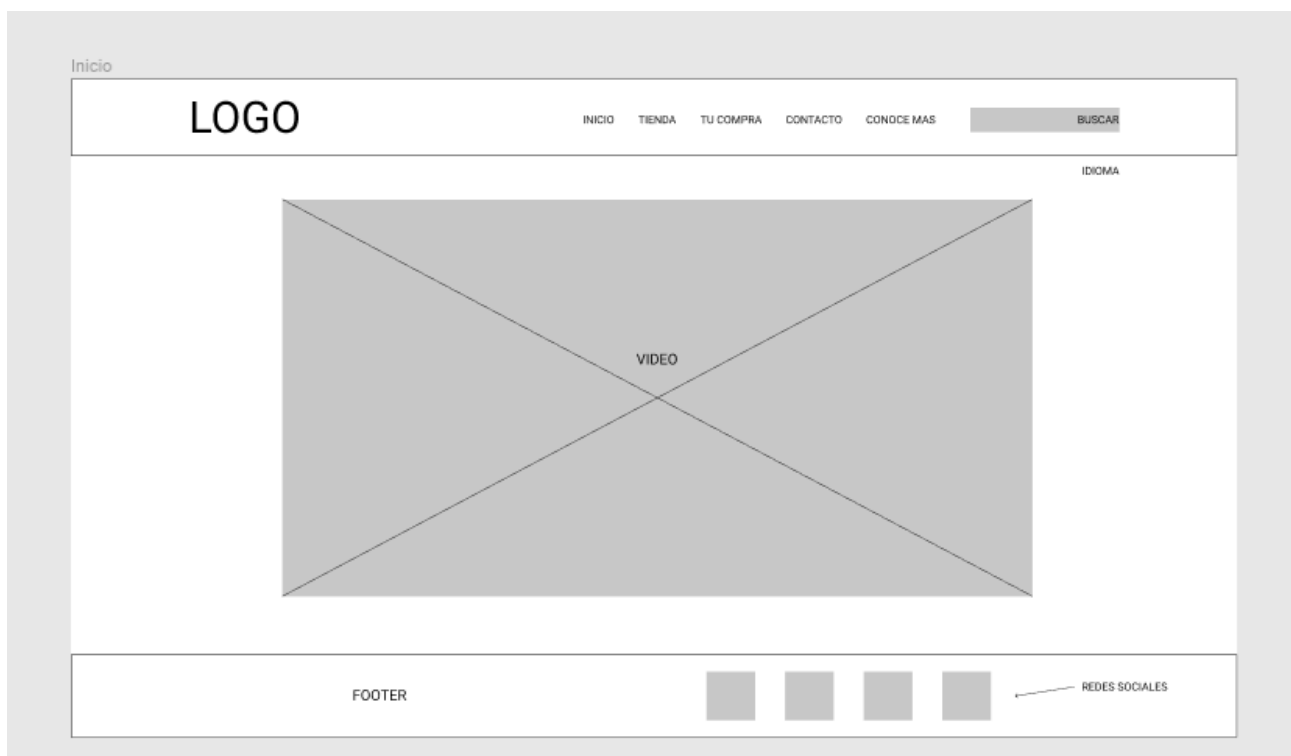 Inicio
LOGO
INICIO TIENDA TU COMPRA CONTACTO CONOCE MAS BUSCAR
IDIOMA
VIDEO
FOOTER
REDES SOCIALES